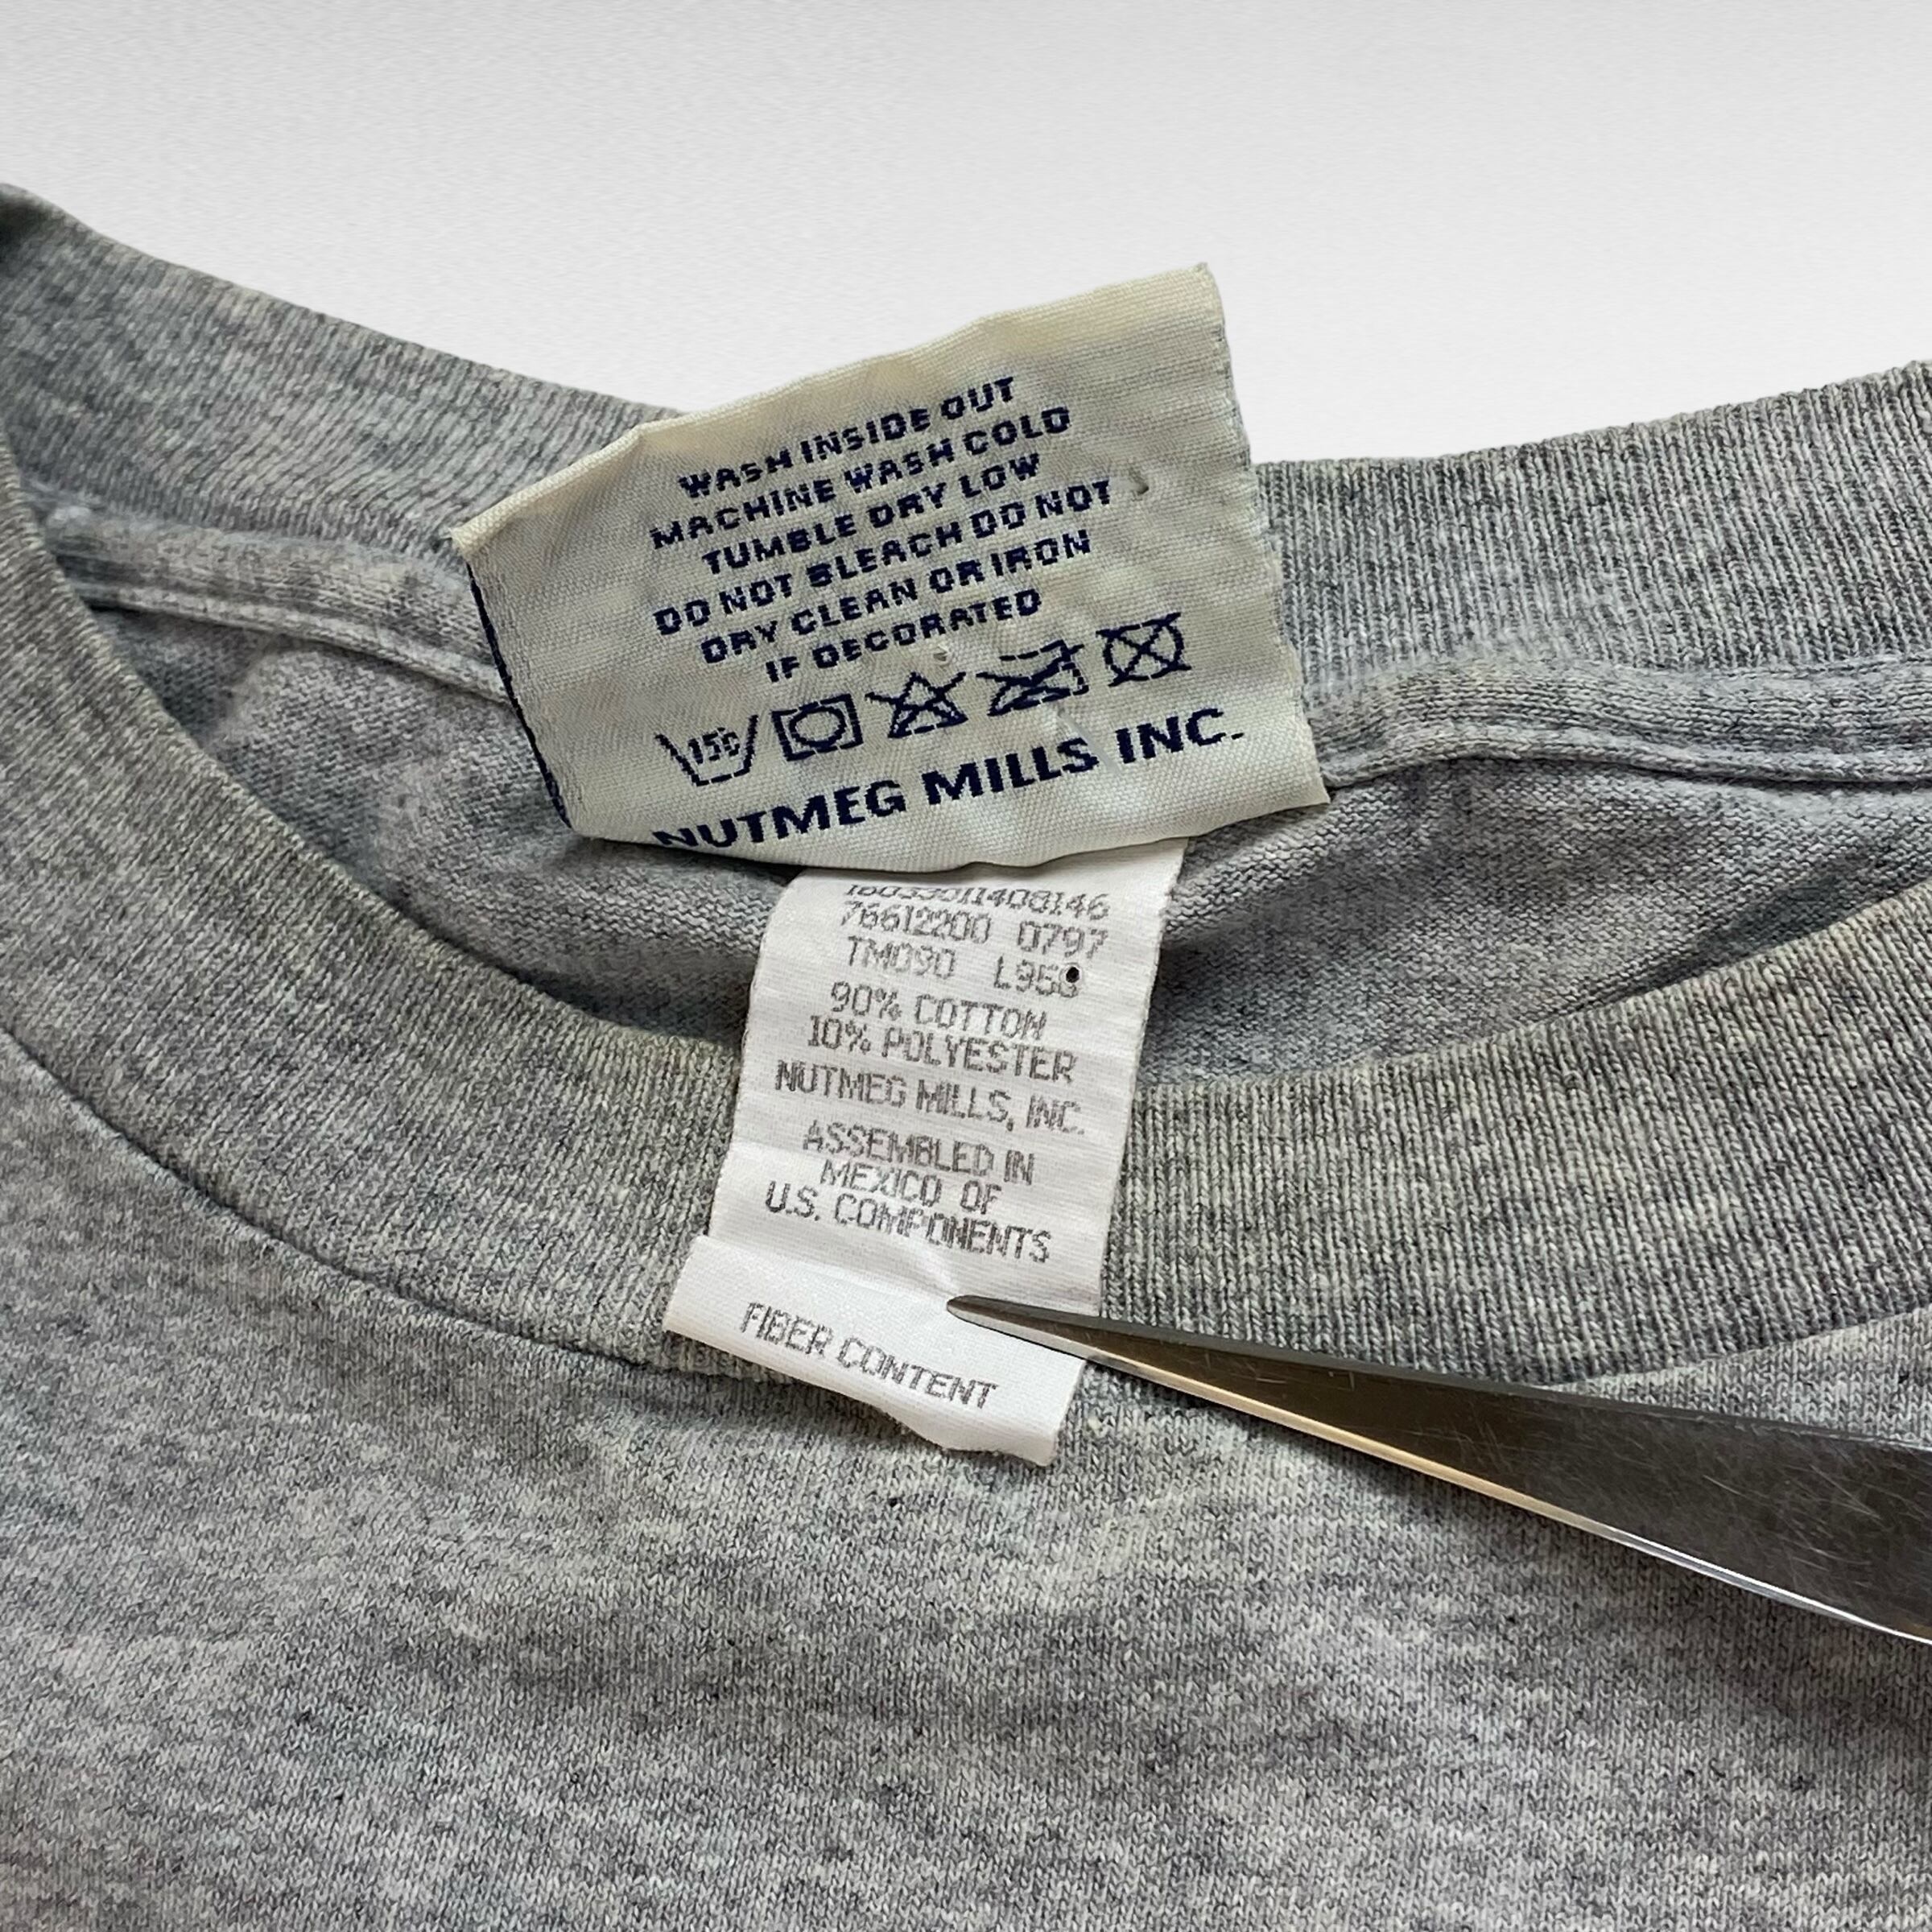 WASH INSIDE OUT
MACHINE WASH COLD
TUMBLE DRY LOW
DO NOT BLEACH DO NOT
DRY CLEAN OR IRON
IF DECORATED
NUTMEG MILLS INC.
76612200 0797
TM090
90% COTTON
10% POLYESTER
NUTMEG MILLS, INC.
ASSEMBLED IN
MEXICO OF
U.S. COMPONENTS
FIBER CONTENT